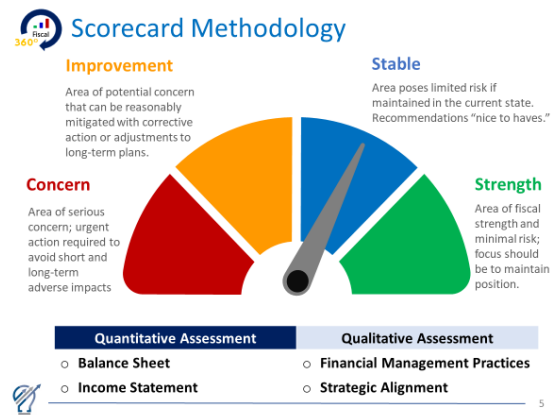 Fiscal
360°
Scorecard Methodology
Improvement
Area of potential concern
that can be reasonably
mitigated with corrective
action or adjustments to
long-term plans.
Stable
Area poses limited risk if
maintained in the current state.
Recommendations “nice to haves.”
Concern
Area of serious
concern; urgent
action required to
avoid short and
long-term
adverse impacts
Strength
Area of fiscal
strength and
minimal risk;
focus should
be to maintain
position.
Quantitative Assessment
Qualitative Assessment
o Balance Sheet
o Financial Management Practices
o Income Statement
o Strategic Alignment
5